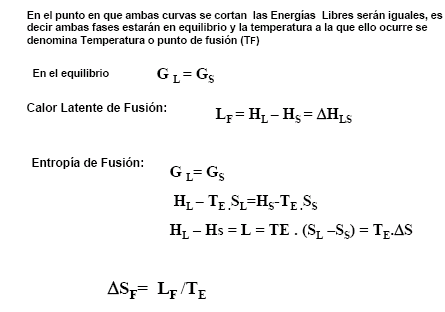 En el punto en que ambas curvas se cortan las Energías Libres serán iguales, es
decir ambas fases estarán en equilibrio y la temperatura a la que ello ocurre se
denomina Temperatura o punto de fusión (TF)
En el equilibrio G L = GS
Calor Latente de Fusión:
LF = HL – HS = ΔHLS
Entropía de Fusión:
G L= GS
HL – TE .SL=HS-TE .SS
HL – HS = L = TE . (SL –SS) = TE.ΔS
ΔSF= LF /TE